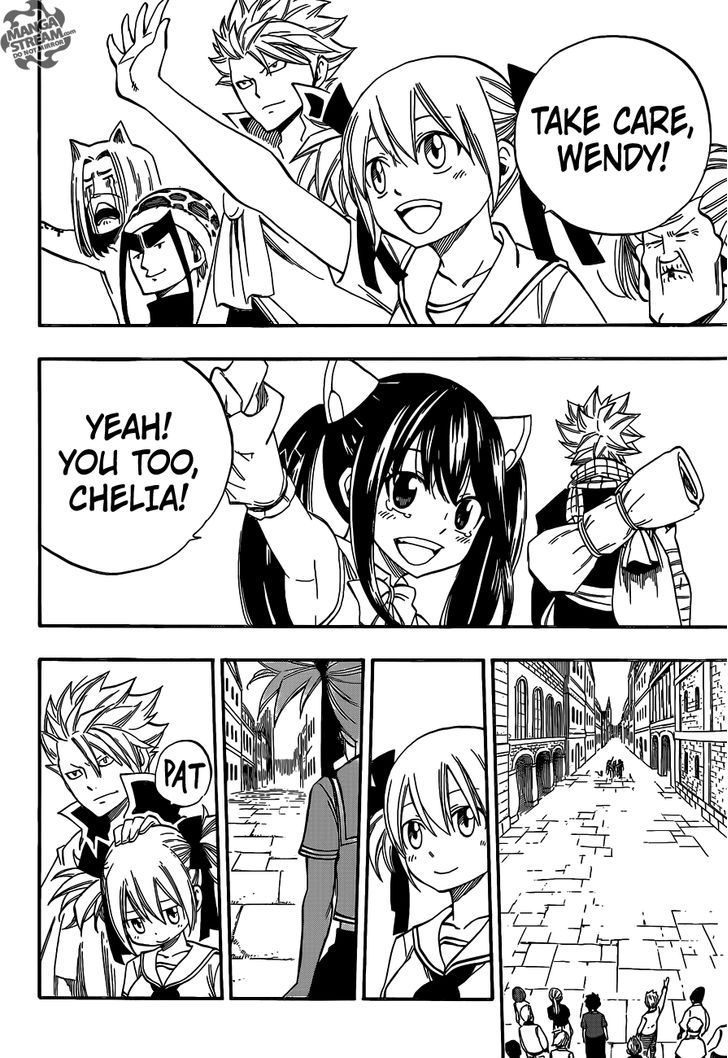 MANGA
STREAM.com
DO NOT MIRROR
TAKE CARE,
WENDY!
YEAH!
YOU TOO,
CHELIA!
PAT